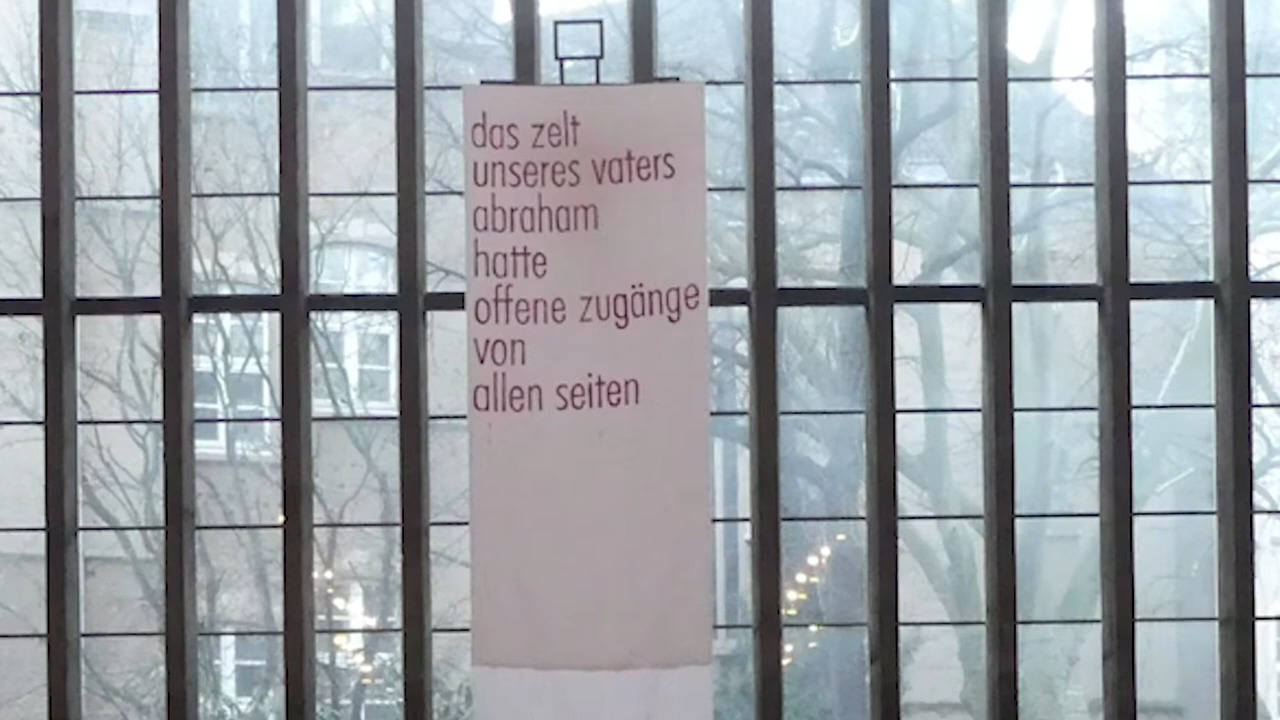 das zelt
unseres vaters
abraham
hatte
offene zugänge
von
allen seiten